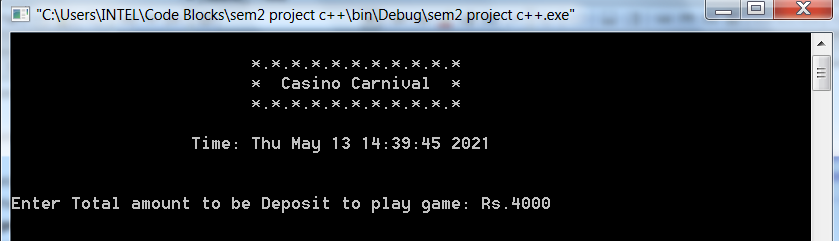 "C:\Users\INTEL\Code Blocks\sem2 project c++\bin\Debug\sem2 project c++.exe"
*.*.*.*.*.*.*.*.*.*.*
* Casino Carnival *
*.*.*.*.*.*.*.*.*.*.*
Time: Thu May 13 14:39:45 2021
Enter Total amount to be Deposit to play game: Rs.4000